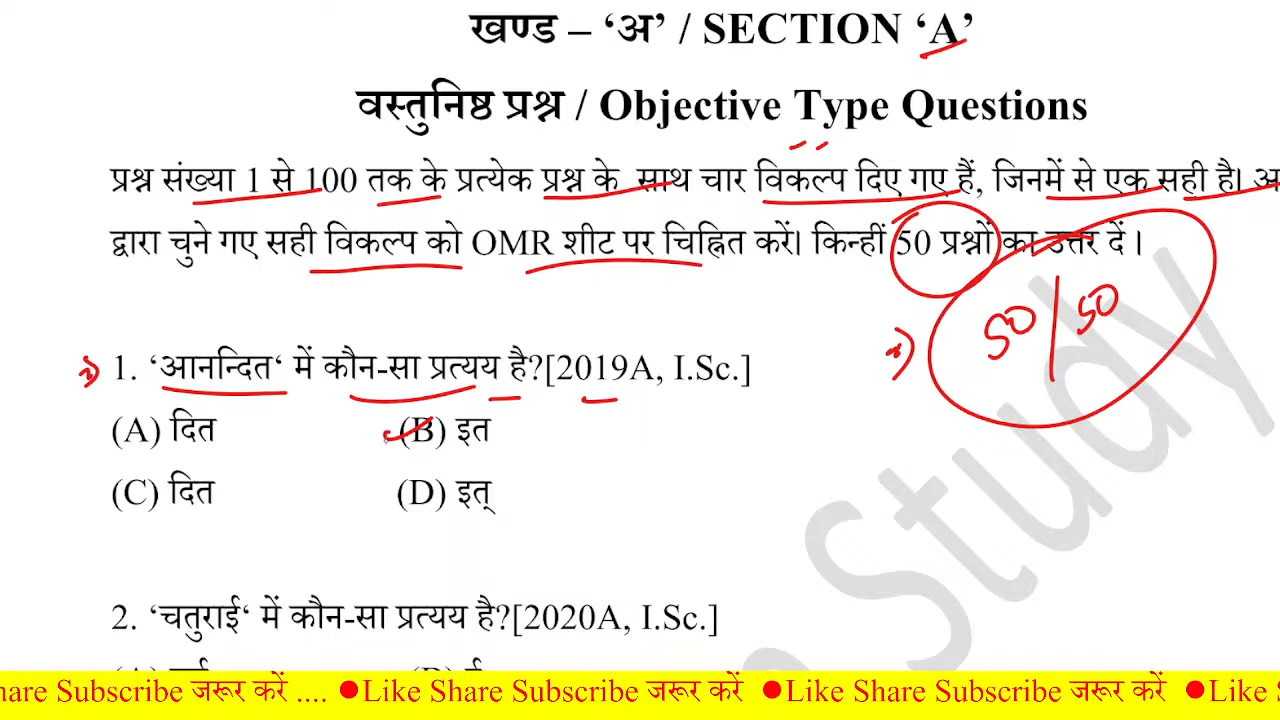 खण्ड – ‘अ’ / SECTION ‘A’
वस्तुनिष्ठ प्रश्न / Objective Type Questions
प्रश्न संख्या 1 से 100 तक के प्रत्येक प्रश्न के साथ चार विकल्प दिए गए हैं, जिनमें से एक सही है। अ
द्वारा चुने गए सही विकल्प को OMR शीट पर चिह्नित करें। किन्हीं 50 प्रश्नों का उत्तर दें ।
50/50
1. ‘आनन्दित‘ में कौन-सा प्रत्यय है?[2019A, I.Sc.]
(A) दित (B) इत
(C) दित (D) इत्
Study
2. ‘चतुराई‘ में कौन-सा प्रत्यय है?[2020A, I.Sc.]
hare Subscribe जरूर करें .... ●Like Share Subscribe जरूर करें ●Like Share Subscribe जरूर करें ●Like S